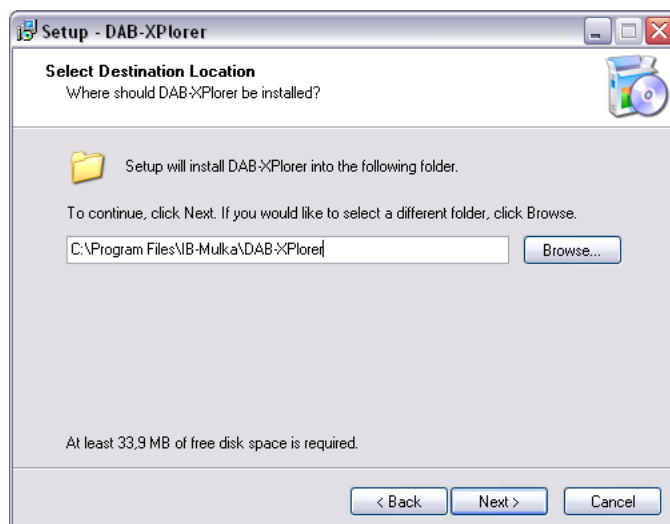 Setup - DAB-XPlorer
Select Destination Location
Where should DAB-XPlorer be installed?
Setup will install DAB-XPlorer into the following folder.
To continue, click Next. If you would like to select a different folder, click Browse.
C:\Program Files\IB-Mulka\DAB-XPlorer
Browse...
At least 33,9 MB of free disk space is required.
< Back
Next >
Cancel